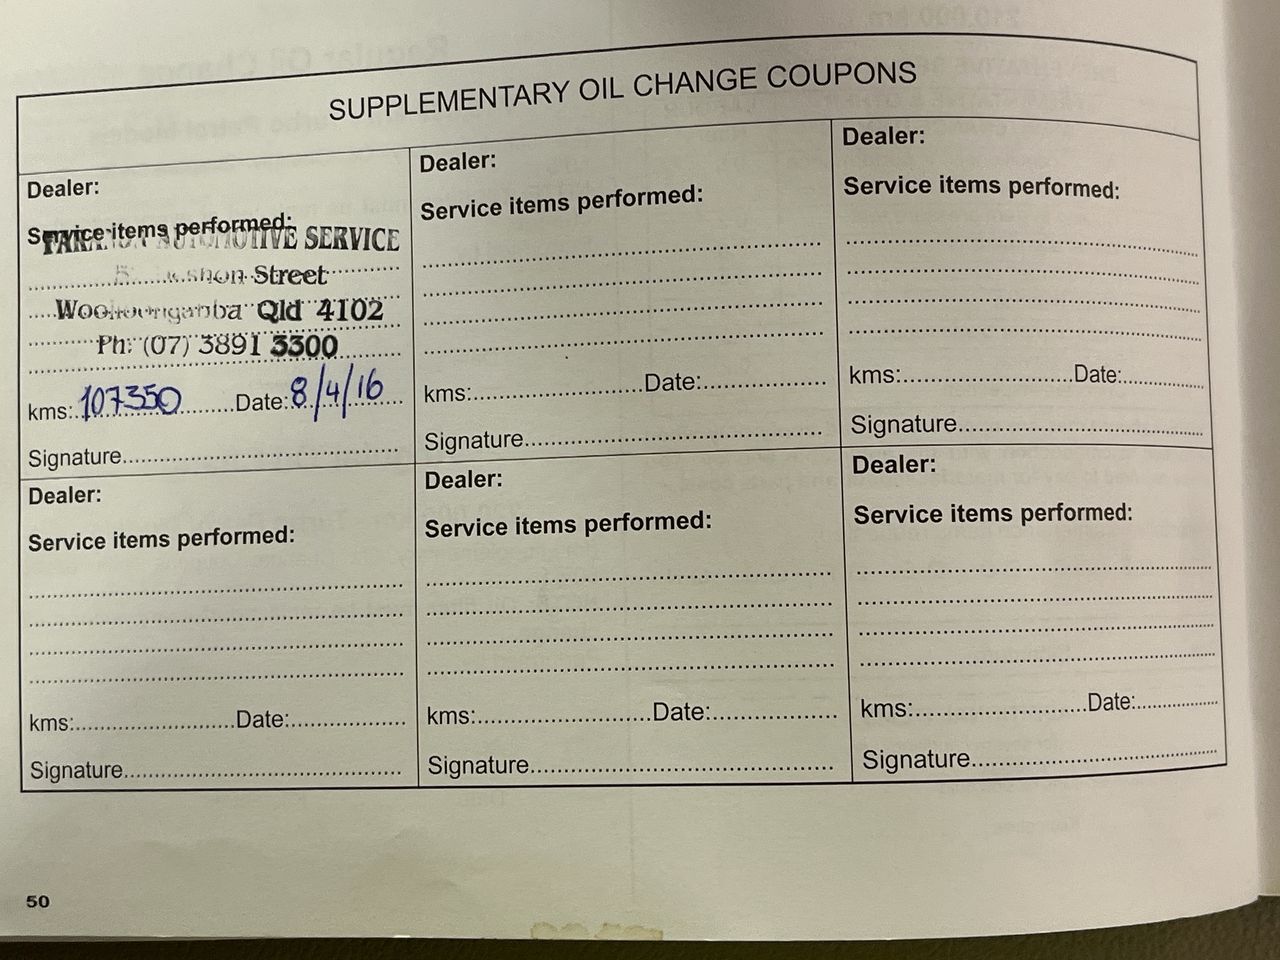 SUPPLEMENTARY OIL CHANGE COUPONS
Dealer:
Service items performed:
AUTOMOTIVE SERVICE
Street
Woolloongabba Qld 4102
Ph: (07) 3891 3300
kms: 107350 Date: 8/4/16
Signature
Dealer:
Service items performed:
kms: Date:
Signature
Dealer:
Service items performed:
kms: Date:
Signature
Dealer:
Service items performed:
kms: Date:
Signature
Dealer:
Service items performed:
kms: Date:
Signature
Dealer:
Service items performed:
kms: Date:
Signature
50